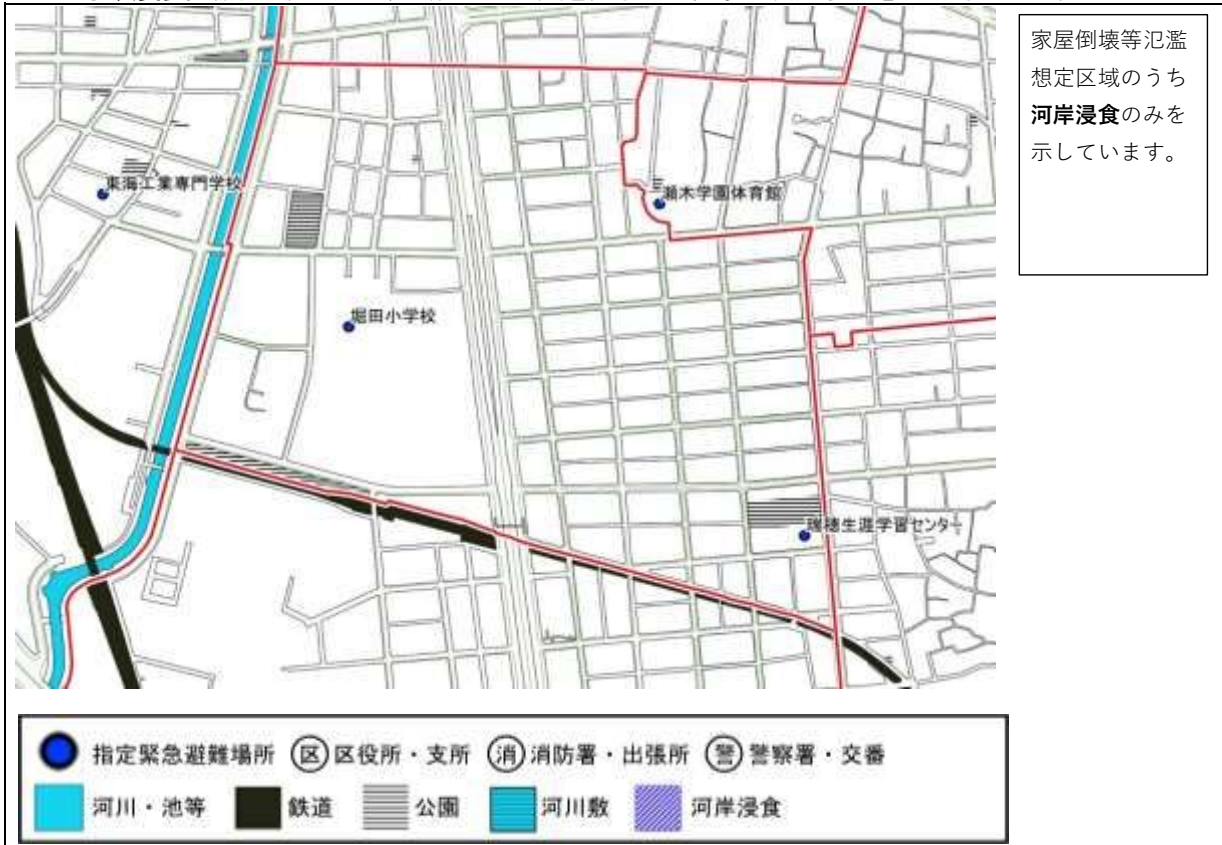 家屋倒壊等氾濫
想定区域のうち
河岸浸食のみを
示しています。
東海工業専門学校
瀬木学園体育館
堀田小学校
瑞穂生涯学習センター
指定緊急避難場所 区 区役所・支所 消 消防署・出張所 警 警察署・交番
河川・池等 鉄道 公園 河川敷 河岸浸食